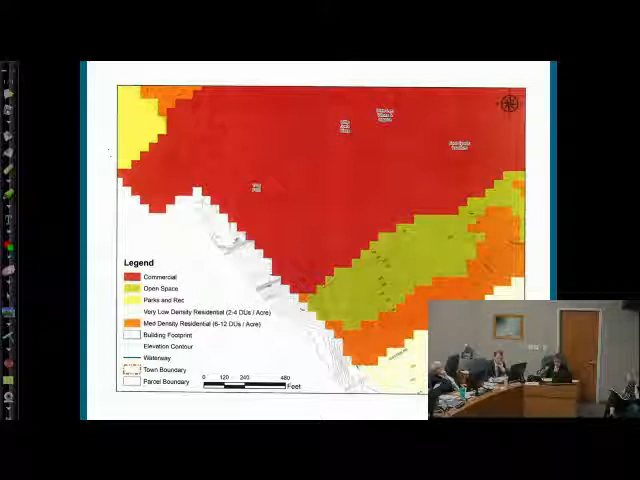 Legend
Commercial
Open Space
Parks and Rec
Very Low Density Residential (2-4 DUs / Acre)
Med Density Residential (6-12 DUs / Acre)
Building Footprint
Elevation Contour
Waterway
Town Boundary
Parcel Boundary
0 120 240 480
Feet